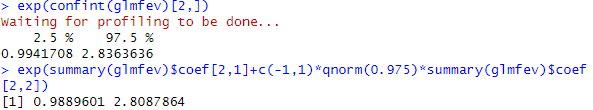 > exp(confint(glmfev)[2,])
Waiting for profiling to be done...
2.5 % 97.5 %
0.9941708 2.8363636
> exp(summary(glmfev)$coef[2,1]+c(-1,1)*qnorm(0.975)*summary(glmfev)$coef
[2,2])
[1] 0.9889601 2.8087864